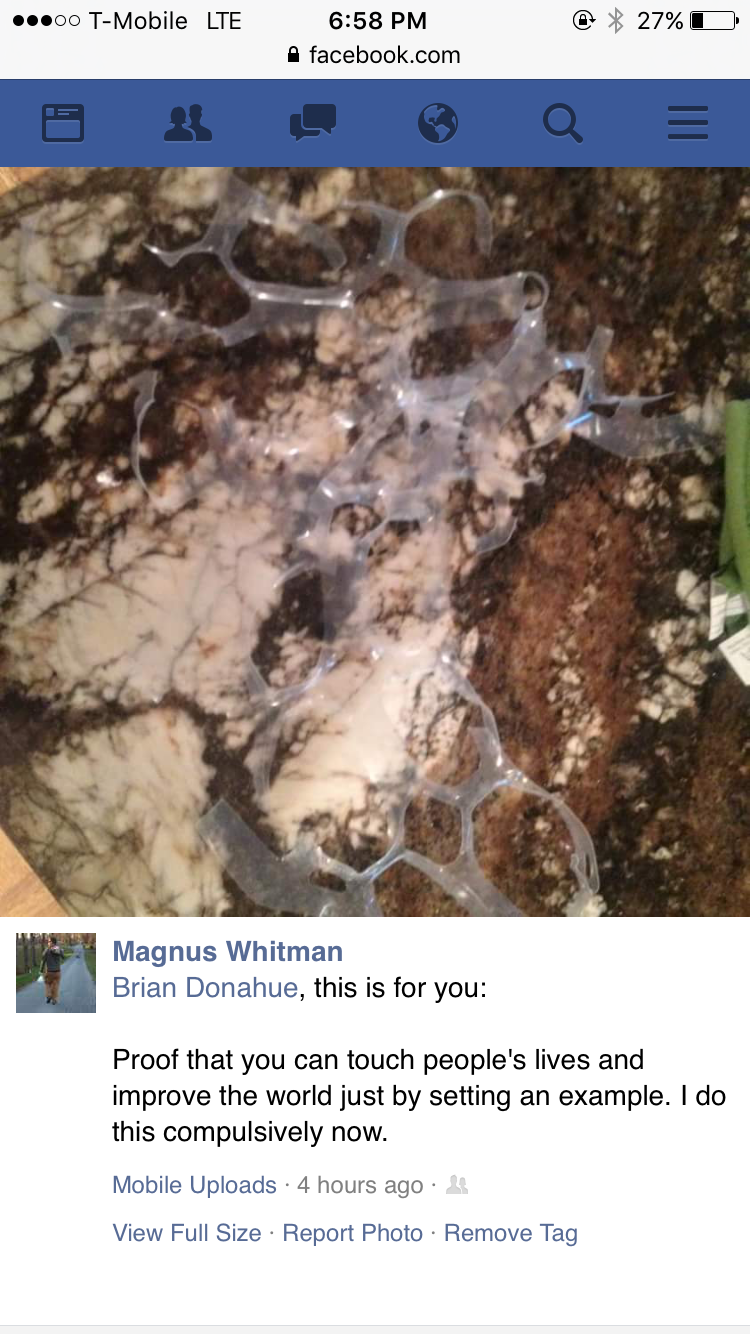 T-Mobile LTE 6:58 PM 27%
facebook.com
Magnus Whitman
Brian Donahue, this is for you:
Proof that you can touch people's lives and
improve the world just by setting an example. I do
this compulsively now.
Mobile Uploads · 4 hours ago ·
View Full Size · Report Photo · Remove Tag